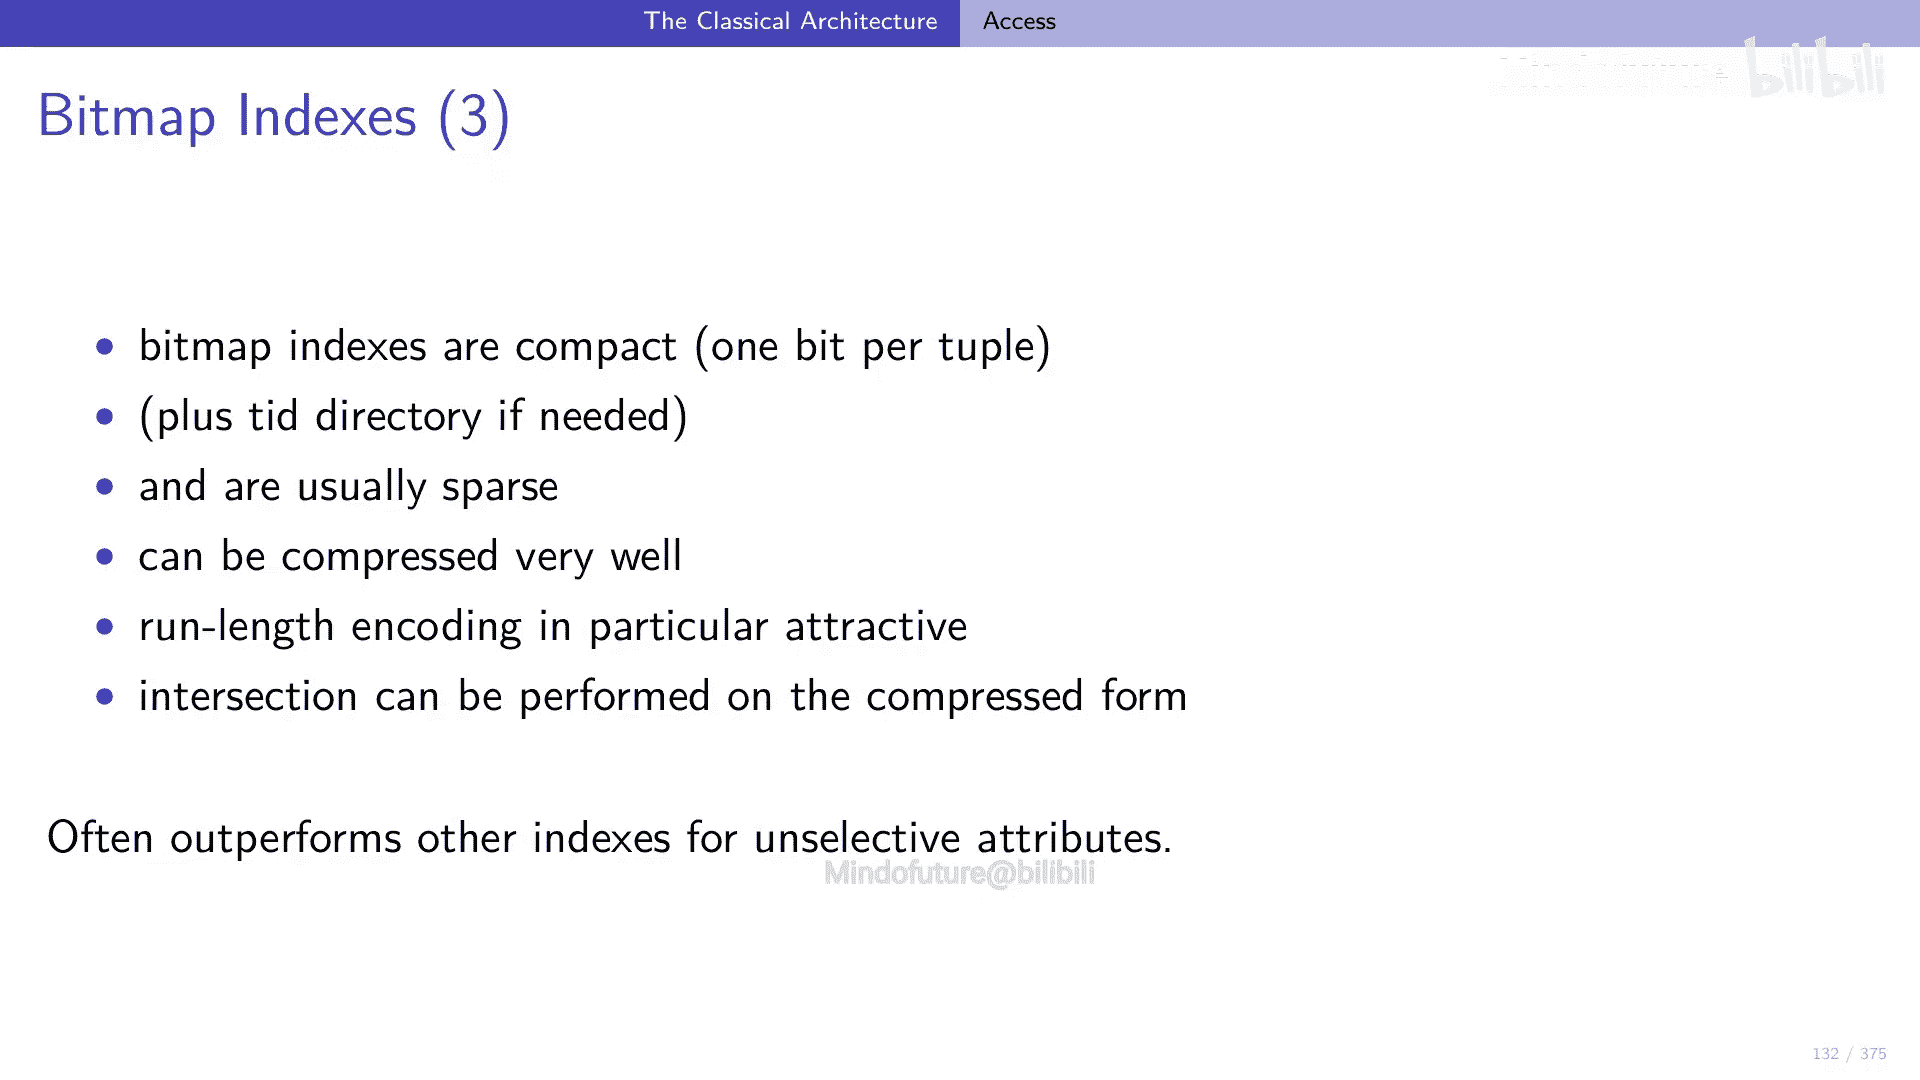 The Classical Architecture Access
bilibili
Bitmap Indexes (3)
• bitmap indexes are compact (one bit per tuple)
• (plus tid directory if needed)
• and are usually sparse
• can be compressed very well
• run-length encoding in particular attractive
• intersection can be performed on the compressed form
Often outperforms other indexes for unselective attributes.
Mindofuture@bilibili
132 / 375